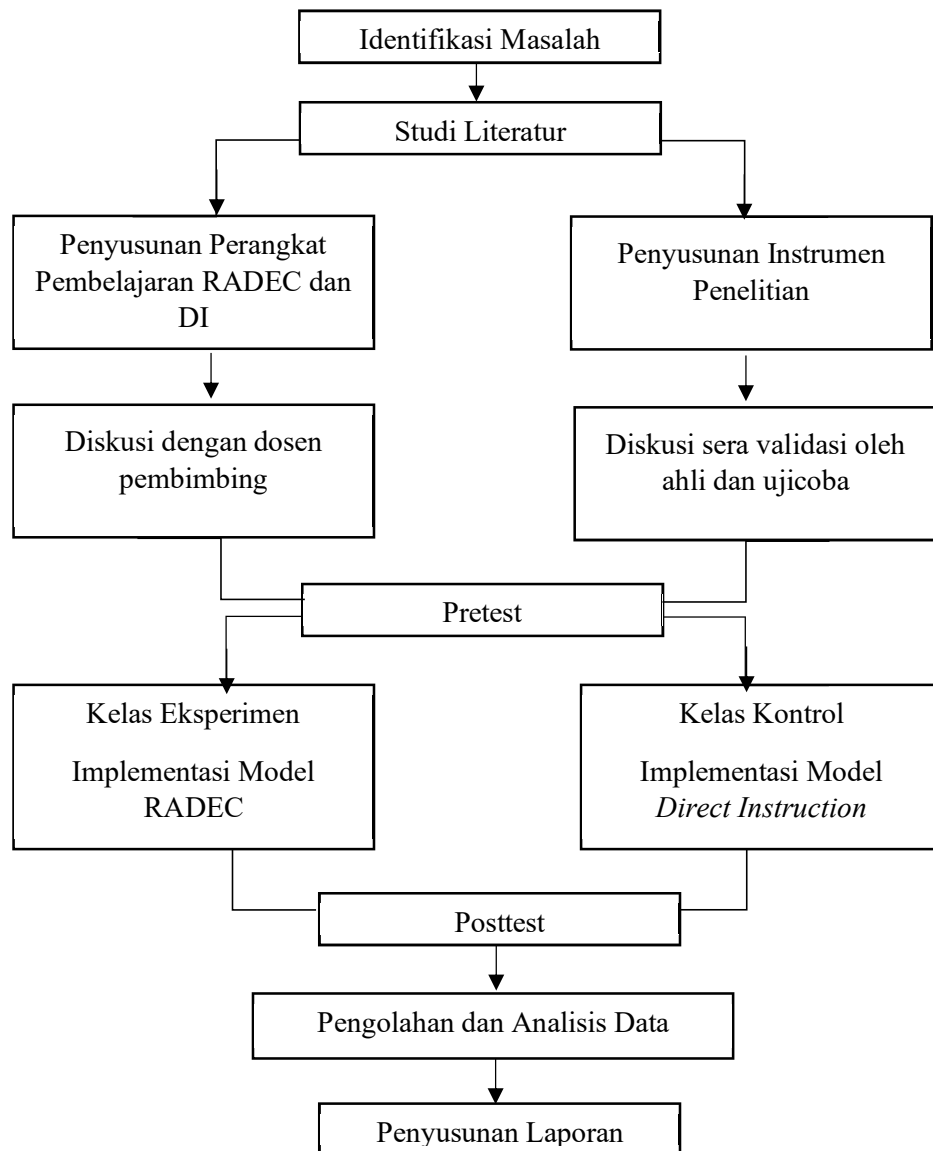 Identifikasi Masalah
Studi Literatur
Penyusunan Perangkat
Pembelajaran RADEC dan
DI
Penyusunan Instrumen
Penelitian
Diskusi dengan dosen
pembimbing
Diskusi sera validasi oleh
ahli dan ujicoba
Pretest
Kelas Eksperimen
Implementasi Model
RADEC
Kelas Kontrol
Implementasi Model
Direct Instruction
Posttest
Pengolahan dan Analisis Data
Penyusunan Laporan